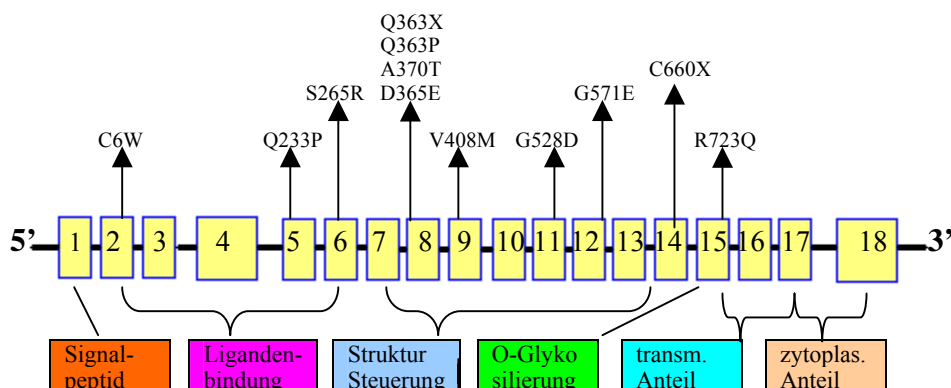 Q363X
Q363P
A370T
D365E
C660X
S265R
G571E
C6W
Q233P
V408M
G528D
R723Q
5’ 1 2 3 4 5 6 7 8 9 10 11 12 13 14 15 16 17 18 3’
Signal-
peptid
Liganden-
bindung
Struktur
Steuerung
O-Glyko
silierung
transm.
Anteil
zytoplas.
Anteil